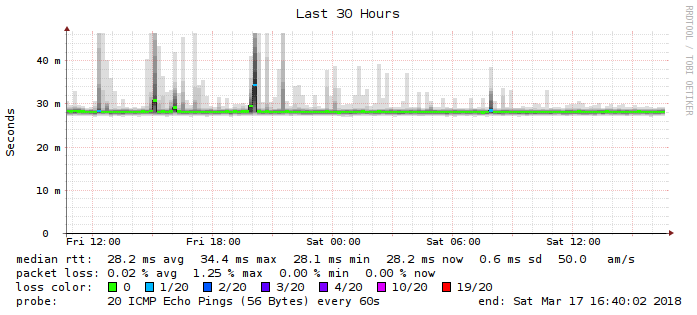 Last 30 Hours
RRDTOOL / TOBI OETIKER
Seconds
40 m
30 m
20 m
10 m
0
Fri 12:00 Fri 18:00 Sat 00:00 Sat 06:00 Sat 12:00
median rtt: 28.2 ms avg 34.4 ms max 28.1 ms min 28.2 ms now 0.6 ms sd 50.0 am/s
packet loss: 0.02 % avg 1.25 % max 0.00 % min 0.00 % now
loss color: 0 1/20 2/20 3/20 4/20 10/20 19/20
probe: 20 ICMP Echo Pings (56 Bytes) every 60s end: Sat Mar 17 16:40:02 2018